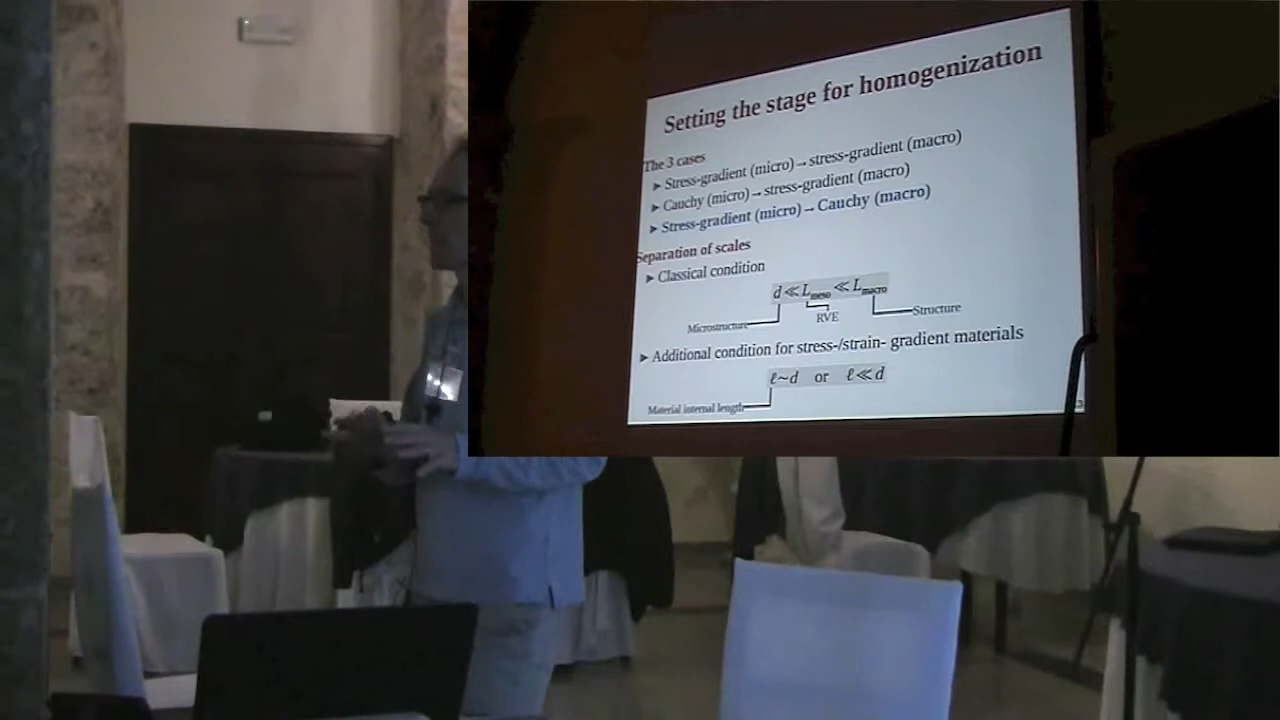 Setting the stage for homogenization
The 3 cases
➤ Stress-gradient (micro) → stress-gradient (macro)
➤ Cauchy (micro) → stress-gradient (macro)
➤ Stress-gradient (micro) → Cauchy (macro)
Separation of scales
➤ Classical condition
d ≪ L_meso ≪ L_macro
Microstructure RVE Structure
➤ Additional condition for stress-/strain- gradient materials
ℓ~d or ℓ≪d
Material internal length
3